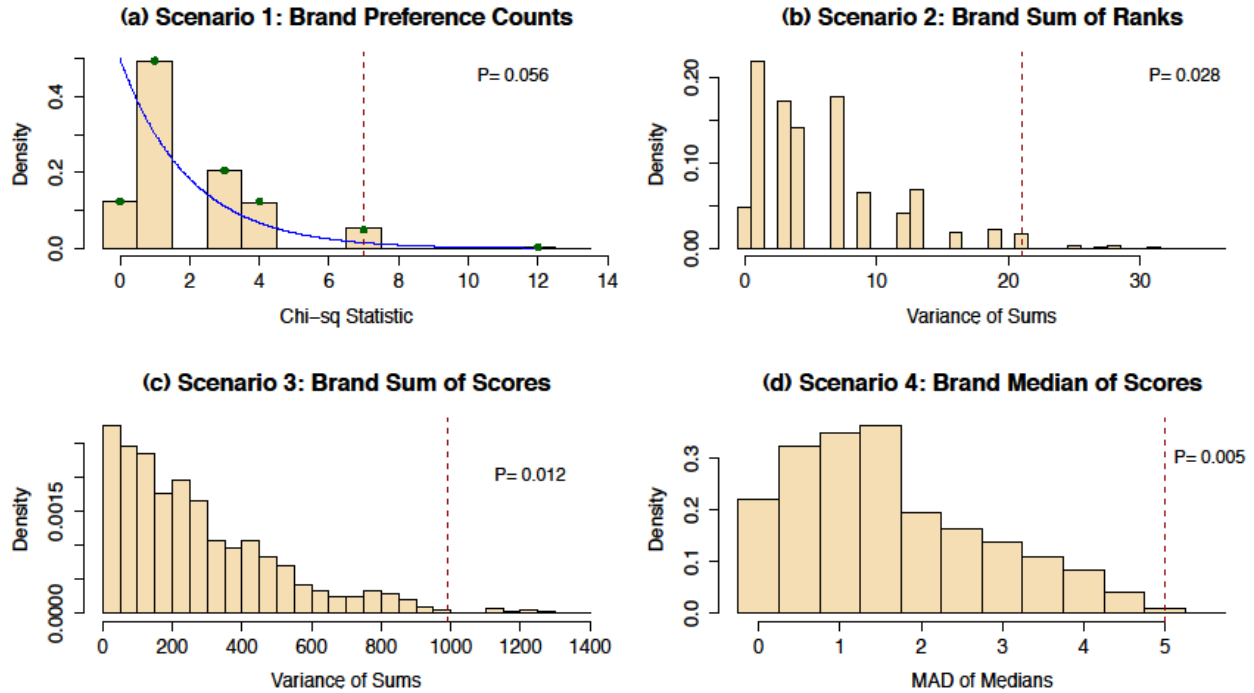 (a) Scenario 1: Brand Preference Counts
P= 0.056
Density
0.0 0.2 0.4
0 2 4 6 8 10 12 14
Chi−sq Statistic
(b) Scenario 2: Brand Sum of Ranks
P= 0.028
Density
0.00 0.10 0.20
0 10 20 30
Variance of Sums
(c) Scenario 3: Brand Sum of Scores
P= 0.012
Density
0.0000 0.0015
0 200 400 600 800 1000 1200 1400
Variance of Sums
(d) Scenario 4: Brand Median of Scores
P= 0.005
Density
0.0 0.1 0.2 0.3
0 1 2 3 4 5
MAD of Medians